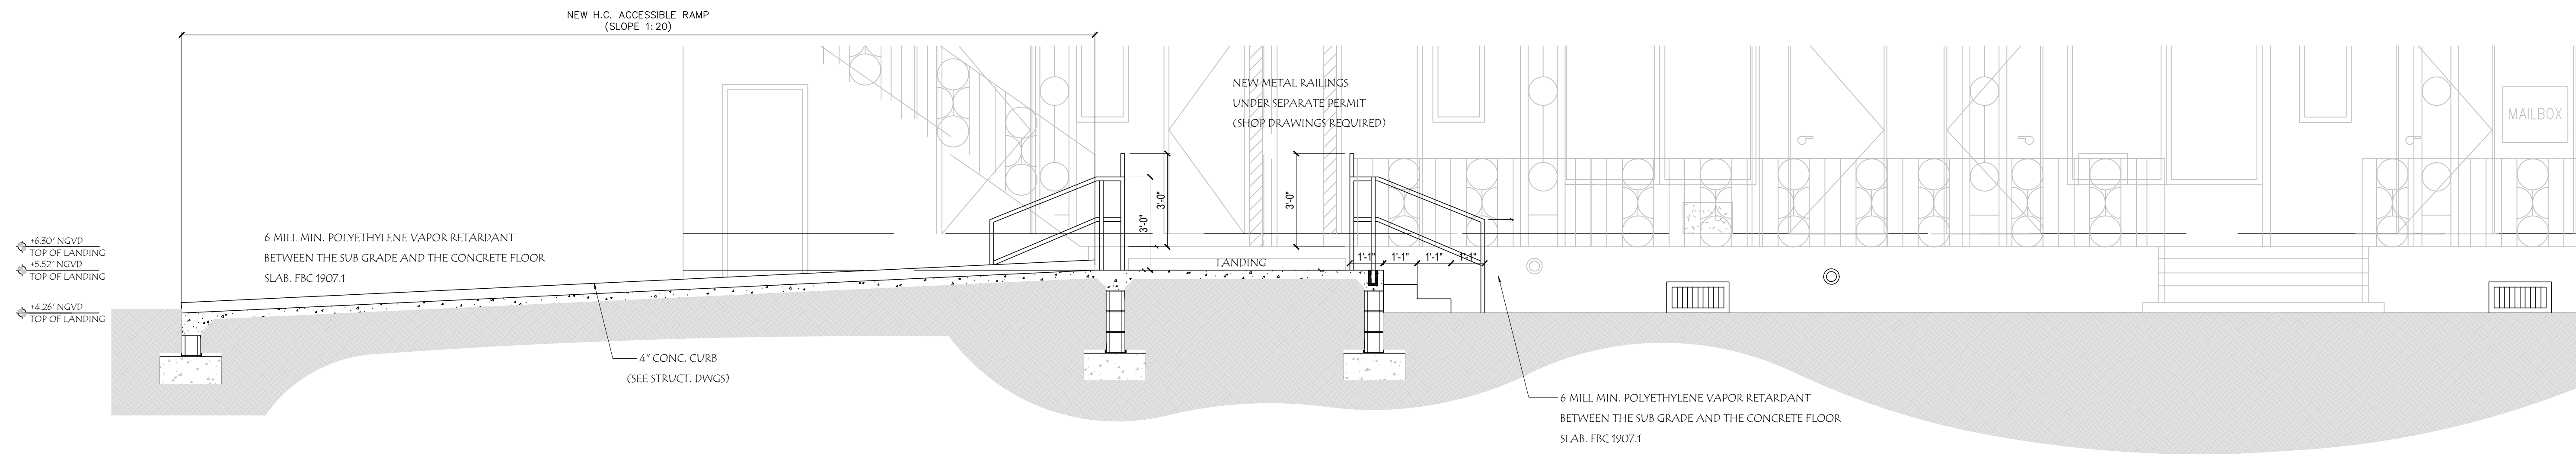 NEW H.C. ACCESSIBLE RAMP
(SLOPE 1:20)
NEW METAL RAILINGS
UNDER SEPARATE PERMIT
(SHOP DRAWINGS REQUIRED)
MAILBOX
3'-0"
3'-0"
3'-0"
6 MILL MIN. POLYETHYLENE VAPOR RETARDANT
BETWEEN THE SUB GRADE AND THE CONCRETE FLOOR
SLAB. FBC 1907.1
+6.30' NGVD
TOP OF LANDING
+5.52' NGVD
TOP OF LANDING
+4.26' NGVD
TOP OF LANDING
LANDING
1'-1" 1'-1" 1'-1" 1'-1"
4" CONC. CURB
(SEE STRUCT. DWGS)
6 MILL MIN. POLYETHYLENE VAPOR RETARDANT
BETWEEN THE SUB GRADE AND THE CONCRETE FLOOR
SLAB. FBC 1907.1